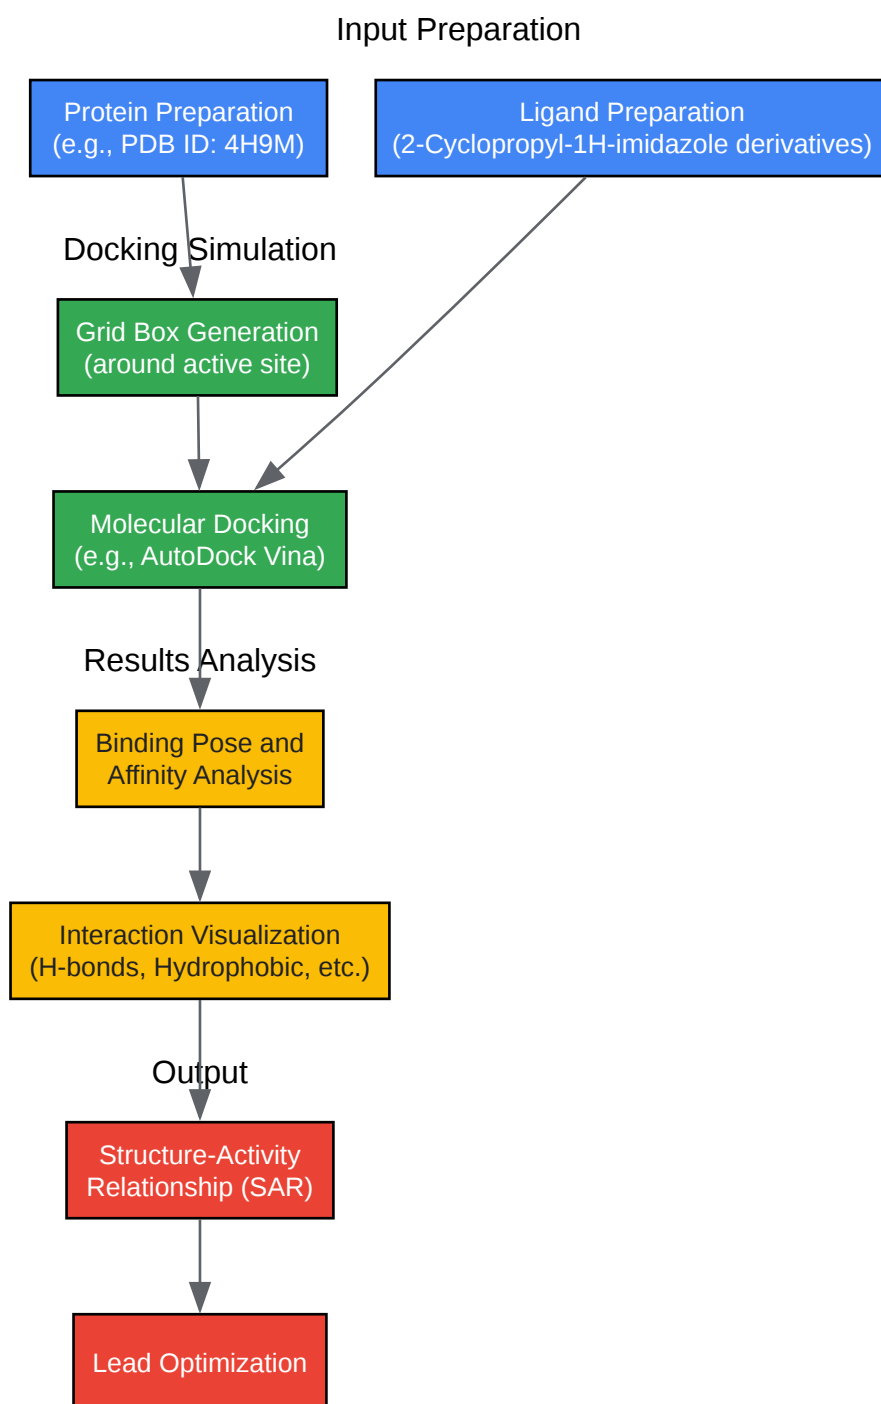 Input Preparation
Protein Preparation
(e.g., PDB ID: 4H9M)
Ligand Preparation
(2-Cyclopropyl-1H-imidazole derivatives)
Docking Simulation
Grid Box Generation
(around active site)
Molecular Docking
(e.g., AutoDock Vina)
Results Analysis
Binding Pose and
Affinity Analysis
Interaction Visualization
(H-bonds, Hydrophobic, etc.)
Output
Structure-Activity
Relationship (SAR)
Lead Optimization